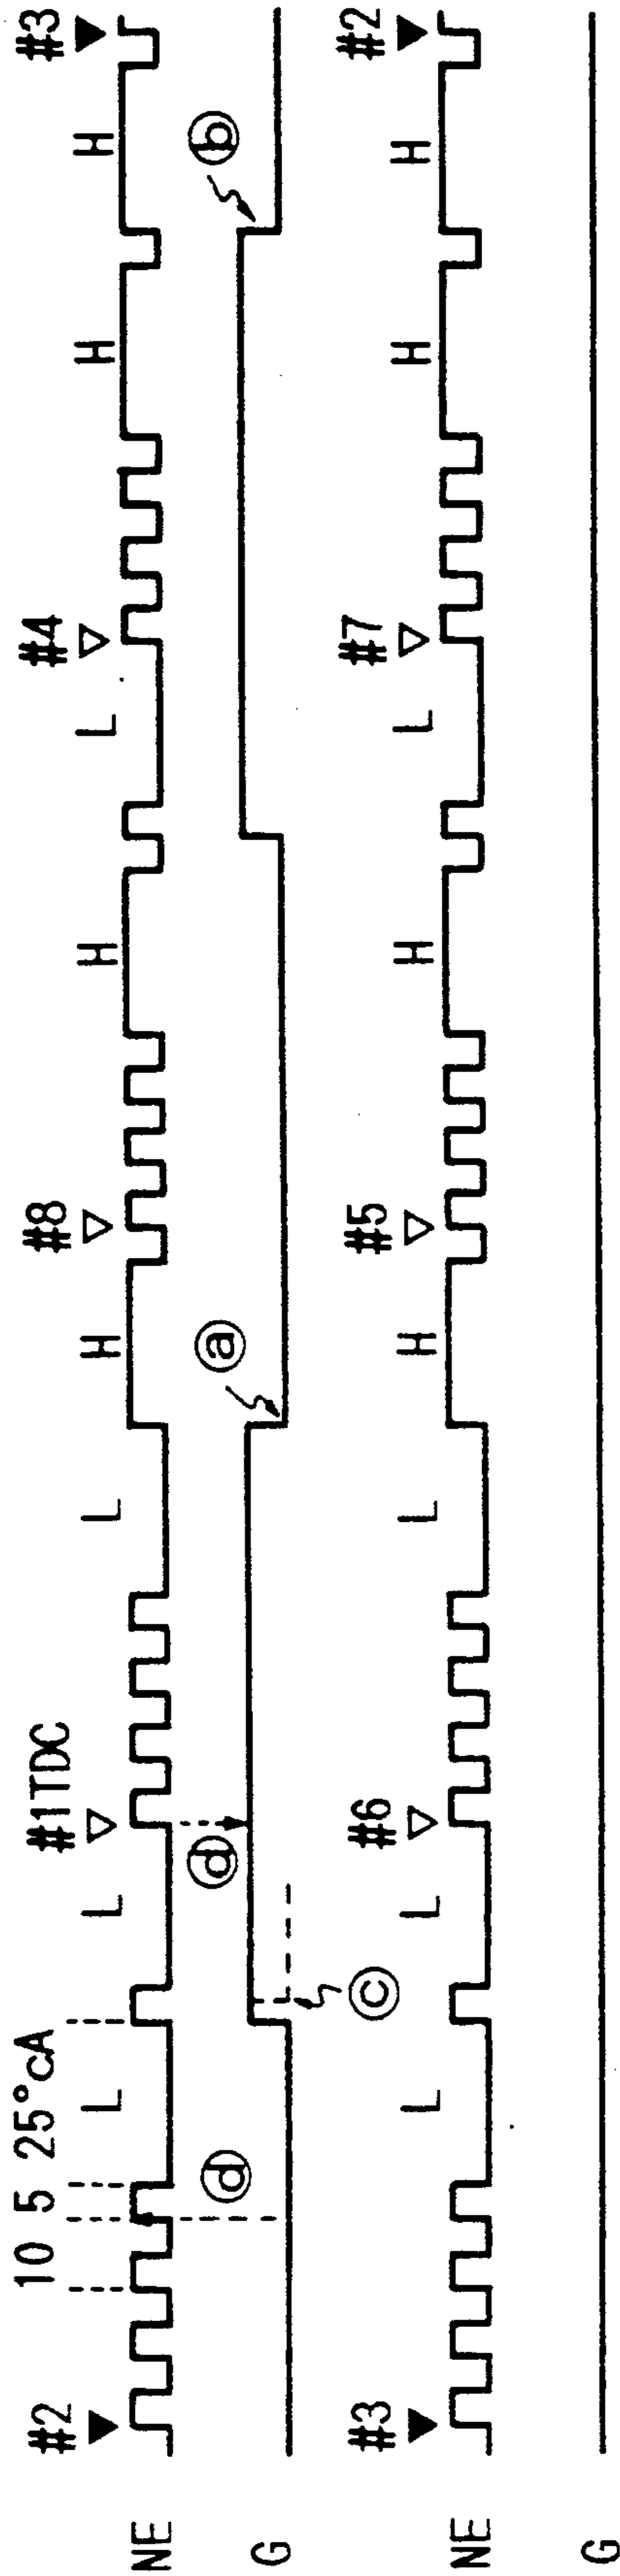 #2 #1TDC #8 #4 #3
10 5 25°CA L L L H H L H H
NE
ⓓ ⓓ ⓐ ⓑ
G
ⓒ
#3 #6 #5 #7 #2
L L L H H L H H
NE
G